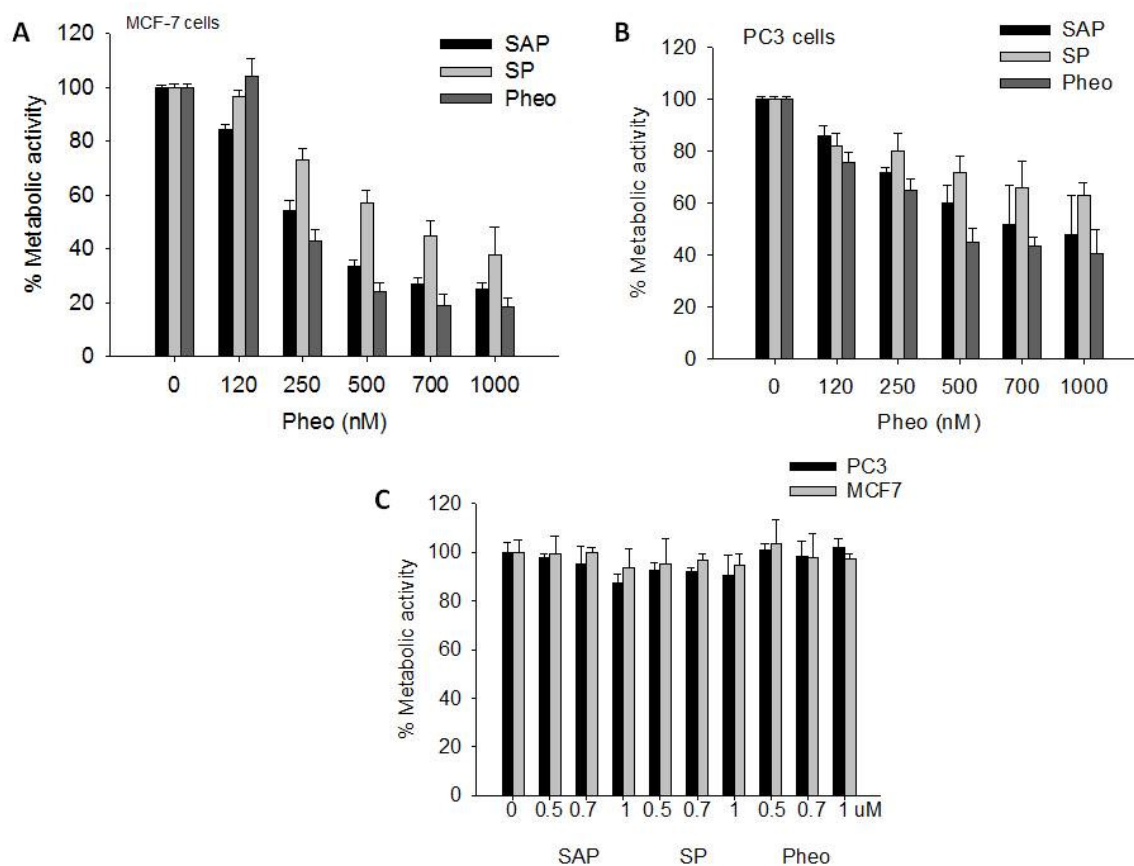 A
MCF-7 cells
SAP
SP
Pheo
% Metabolic activity
120
100
80
60
40
20
0
0 120 250 500 700 1000
Pheo (nM)
B
PC3 cells
SAP
SP
Pheo
% Metabolic activity
120
100
80
60
40
20
0
0 120 250 500 700 1000
Pheo (nM)
C
PC3
MCF7
% Metabolic activity
120
100
80
60
40
20
0
0 0.5 0.7 1 0.5 0.7 1 0.5 0.7 1 uM
SAP SP Pheo